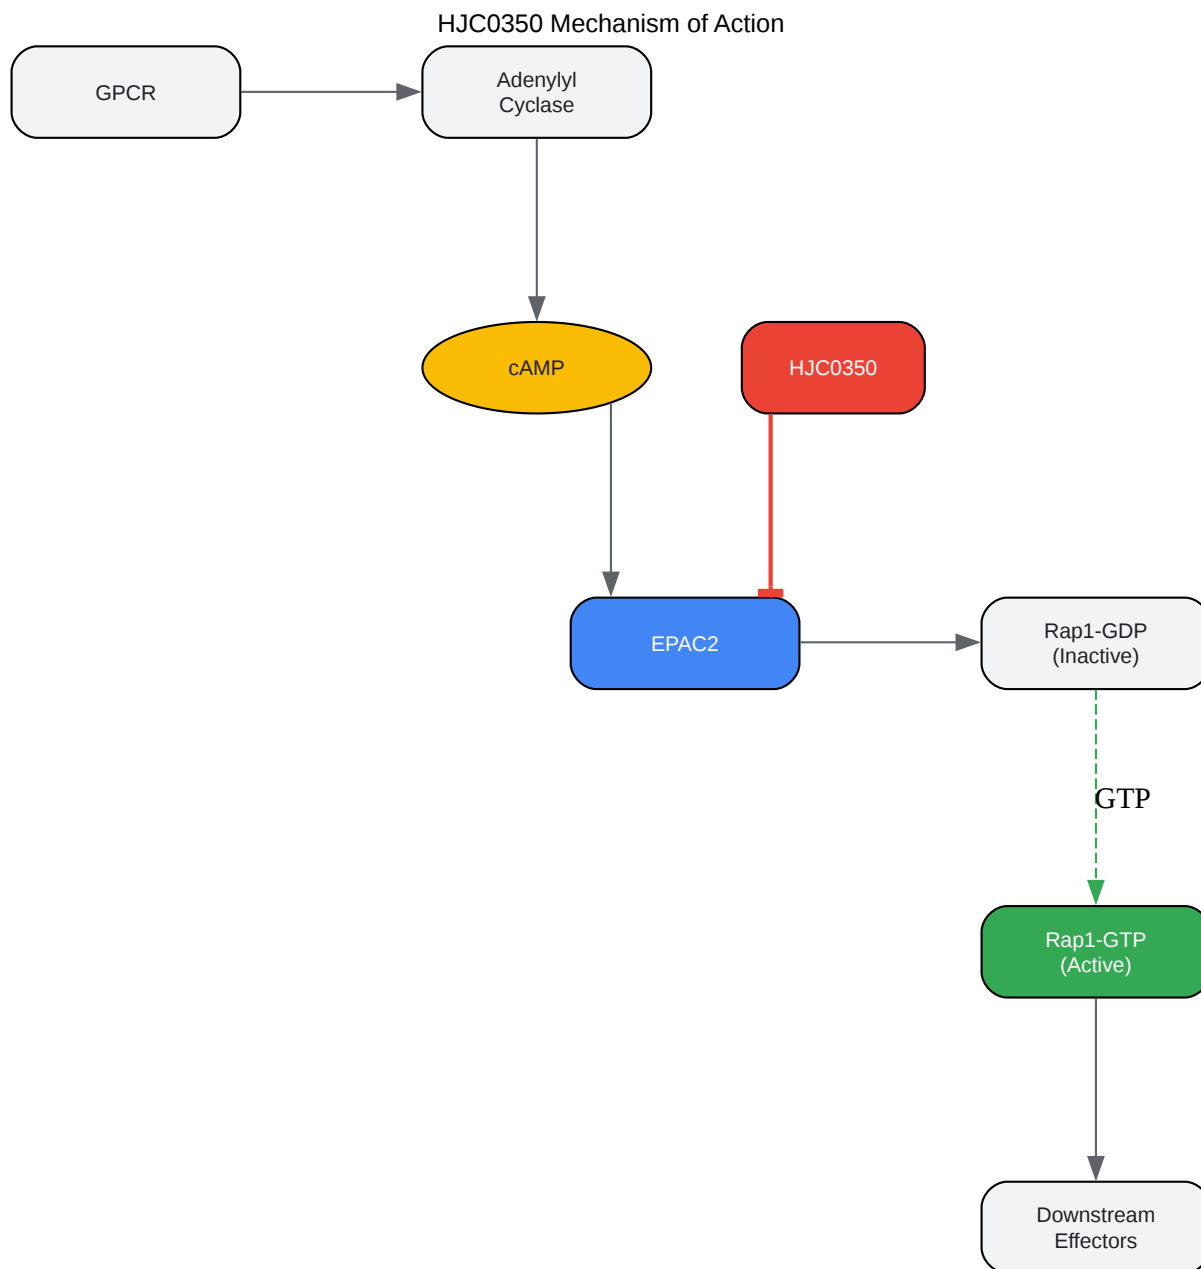 HJC0350 Mechanism of Action
GPCR
Adenylyl
Cyclase
cAMP
HJC0350
EPAC2
Rap1-GDP
(Inactive)
GTP
Rap1-GTP
(Active)
Downstream
Effectors